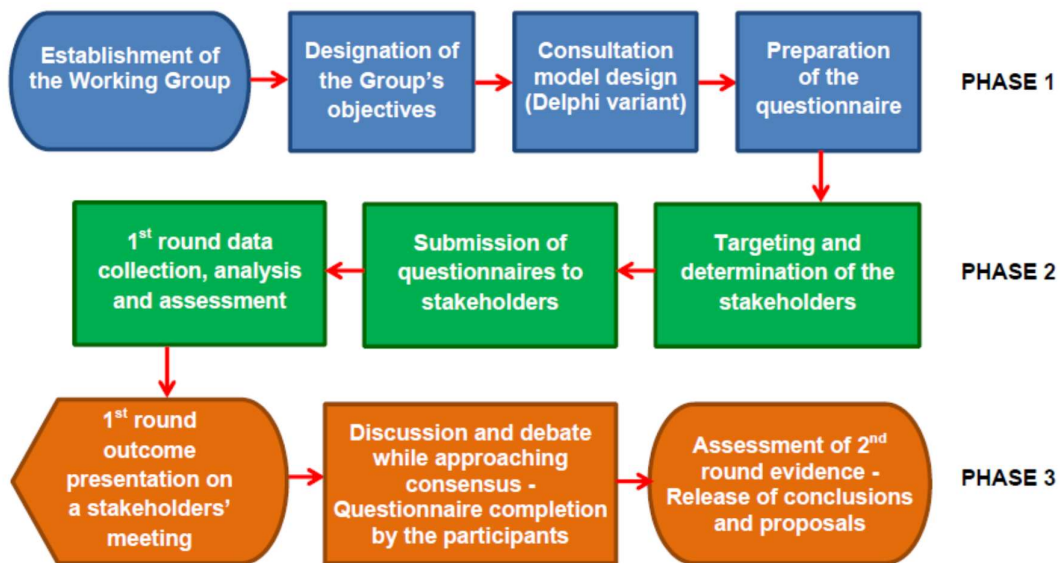 Establishment of
the Working Group
Designation of
the Group's
objectives
Consultation
model design
(Delphi variant)
Preparation
of the
questionnaire
PHASE 1
1st round data
collection, analysis
and assessment
Submission of
questionnaires to
stakeholders
Targeting and
determination of the
stakeholders
PHASE 2
1st round
outcome
presentation on
a stakeholders'
meeting
Discussion and debate
while approaching
consensus -
Questionnaire completion
by the participants
Assessment of 2nd
round evidence -
Release of conclusions
and proposals
PHASE 3